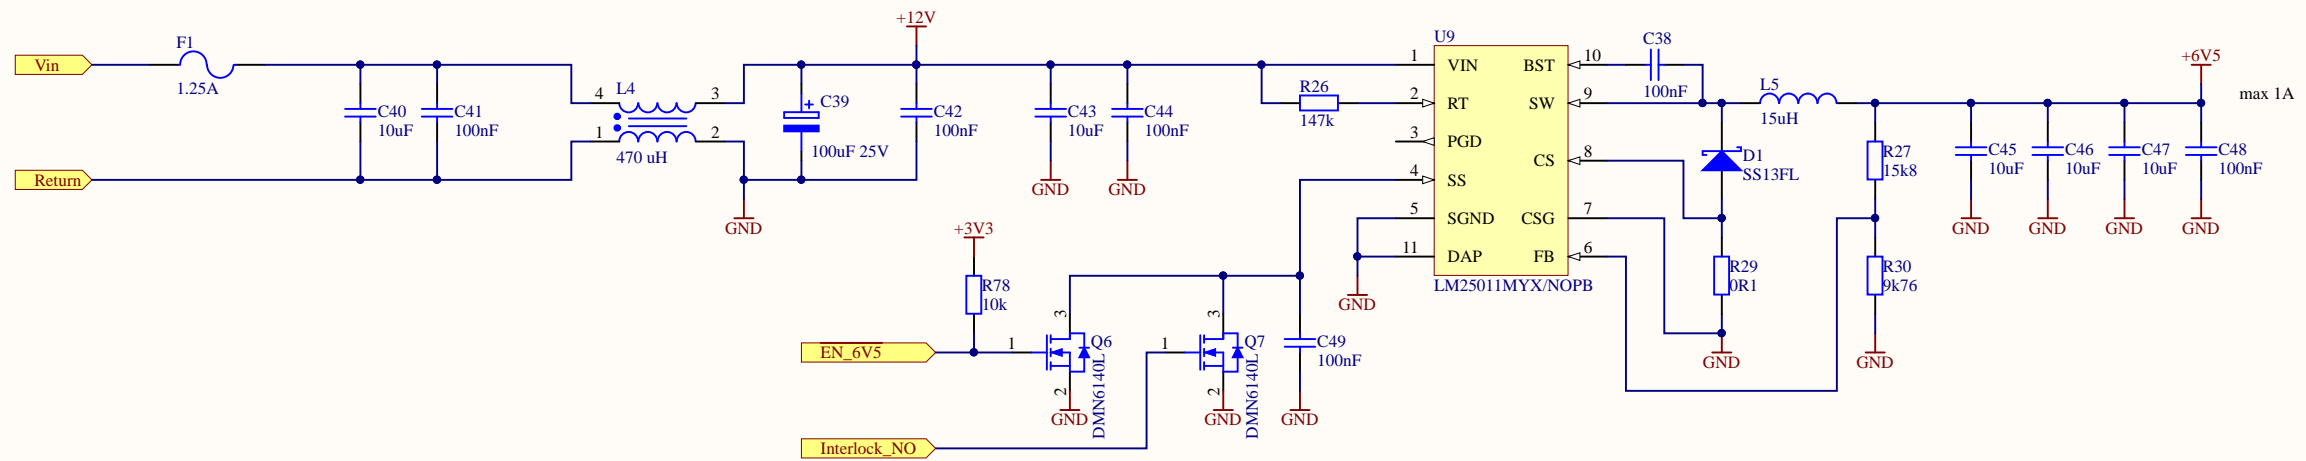 +12V
F1
U9
C38
+6V5
Vin
1
VIN
BST
10
1.25A
L4
R26
100nF
L5
max 1A
4
3
C39
2
RT
SW
9
C40
C41
C42
C43
C44
147k
15uH
10uF
100nF
100nF
10uF
100nF
1
2
3
PGD
470 uH
100uF 25V
CS
8
D1
R27
C45
C46
C47
C48
SS13FL
15k8
10uF
10uF
10uF
100nF
Return
GND
GND
4
SS
5
SGND
CSG
7
GND
+3V3
GND
GND
GND
GND
11
DAP
FB
6
R78
R29
R30
10k
LM25011MYX/NOPB
0R1
9k76
GND
3
3
EN_6V5
1
Q6
1
Q7
C49
100nF
GND
GND
2
DMN6140L
2
DMN6140L
GND
GND
GND
Interlock_NO